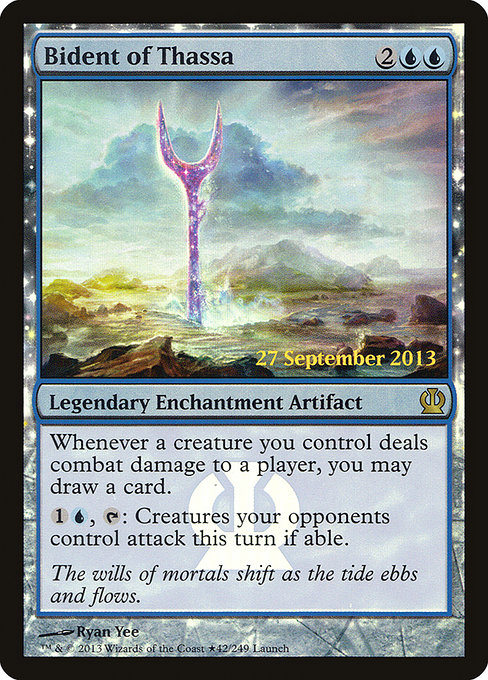 Bident of Thassa 2
27 September 2013
Legendary Enchantment Artifact
Whenever a creature you control deals
combat damage to a player, you may
draw a card.
1, : Creatures your opponents
control attack this turn if able.
The wills of mortals shift as the tide ebbs
and flows.
Ryan Yee
™ & © 2013 Wizards of the Coast ★42/249 Launch